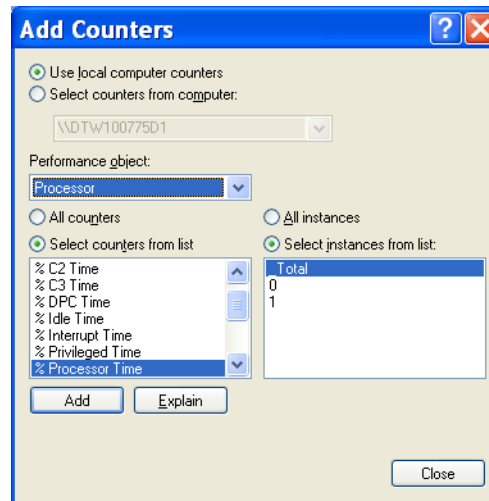 Add Counters
Use local computer counters
Select counters from computer:
\\DTW100775D1
Performance object:
Processor
All counters
All instances
Select counters from list
Select instances from list:
% C2 Time
% C3 Time
% DPC Time
% Idle Time
% Interrupt Time
% Privileged Time
% Processor Time
_Total
0
1
Add
Explain
Close